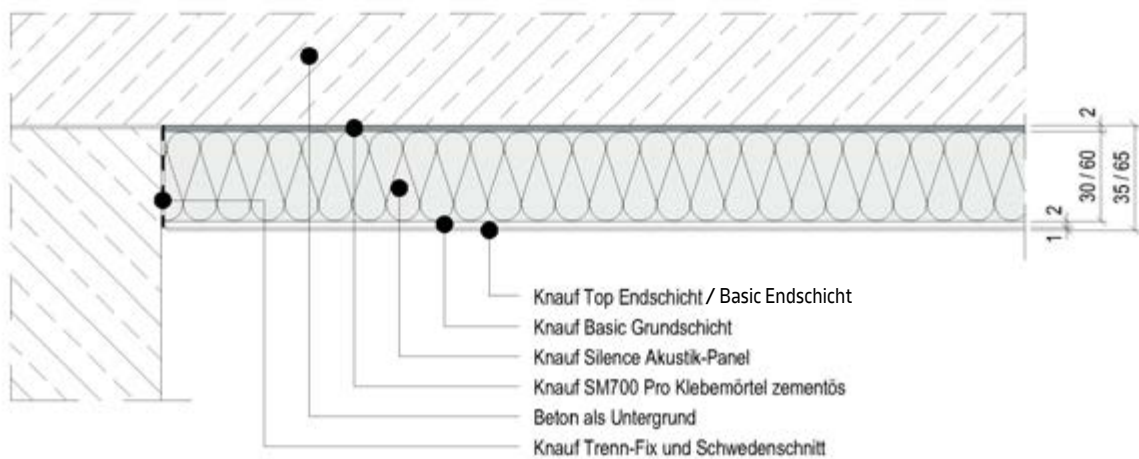 2
30 / 60
35 / 65
2
1
Knauf Top Endschicht / Basic Endschicht
Knauf Basic Grundschicht
Knauf Silence Akustik-Panel
Knauf SM700 Pro Klebemörtel zementös
Beton als Untergrund
Knauf Trenn-Fix und Schwedenschnitt